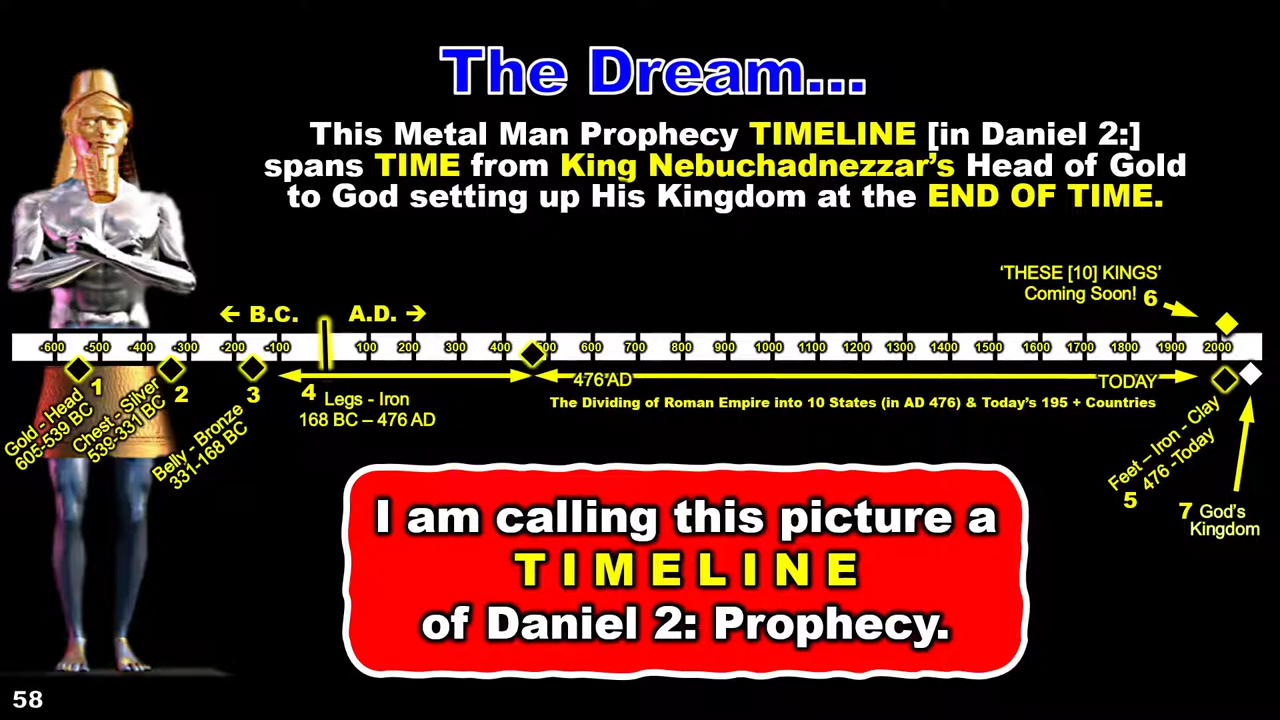 The Dream...
This Metal Man Prophecy TIMELINE [in Daniel 2:]
spans TIME from King Nebuchadnezzar's Head of Gold
to God setting up His Kingdom at the END OF TIME.
'THESE [10] KINGS'
Coming Soon! 6
← B.C. A.D. →
-600 -500 -400 -300 -200 -100 100 200 300 400 500 600 700 800 900 1000 1100 1200 1300 1400 1500 1600 1700 1800 1900 2000
1
Gold - Head
605-539 BC
2
Chest - Silver
539-331BC
3
Belly - Bronze
331-168 BC
4 Legs - Iron
168 BC – 476 AD
476 AD
TODAY
The Dividing of Roman Empire into 10 States (in AD 476) & Today's 195 + Countries
Feet – Iron - Clay
476 -Today
5
7 God's
Kingdom
I am calling this picture a
T I M E L I N E
of Daniel 2: Prophecy.
58